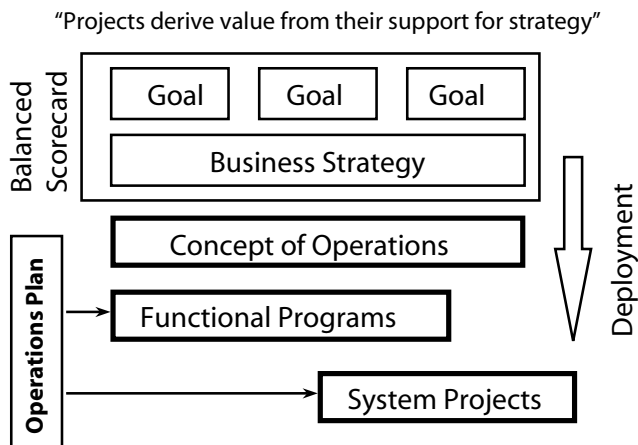 “Projects derive value from their support for strategy”
Balanced
Scorecard
Goal Goal Goal
Business Strategy
Concept of Operations
Deployment
Operations Plan
Functional Programs
System Projects